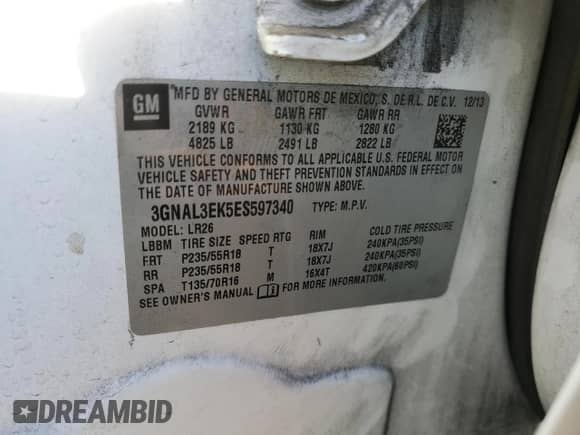 GM
MFD BY GENERAL MOTORS DE MEXICO, S. DE R.L. DE C.V. 12/13
GVWR GAWR FRT GAWR RR
2189 KG 1130 KG 1280 KG
4825 LB 2491 LB 2822 LB
THIS VEHICLE CONFORMS TO ALL APPLICABLE U.S. FEDERAL MOTOR
VEHICLE SAFETY AND THEFT PREVENTION STANDARDS IN EFFECT ON
THE DATE OF MANUFACTURE SHOWN ABOVE.
3GNAL3EK5ES597340 TYPE: M.P.V.
MODEL: LR26
LBBM TIRE SIZE SPEED RTG RIM COLD TIRE PRESSURE
FRT P235/55R18 T 18X7J 240KPA(35PSI)
RR P235/55R18 T 18X7J 240KPA(35PSI)
SPA T135/70R16 M 16X4T 420KPA(60PSI)
SEE OWNER'S MANUAL FOR MORE INFORMATION
DREAMBID